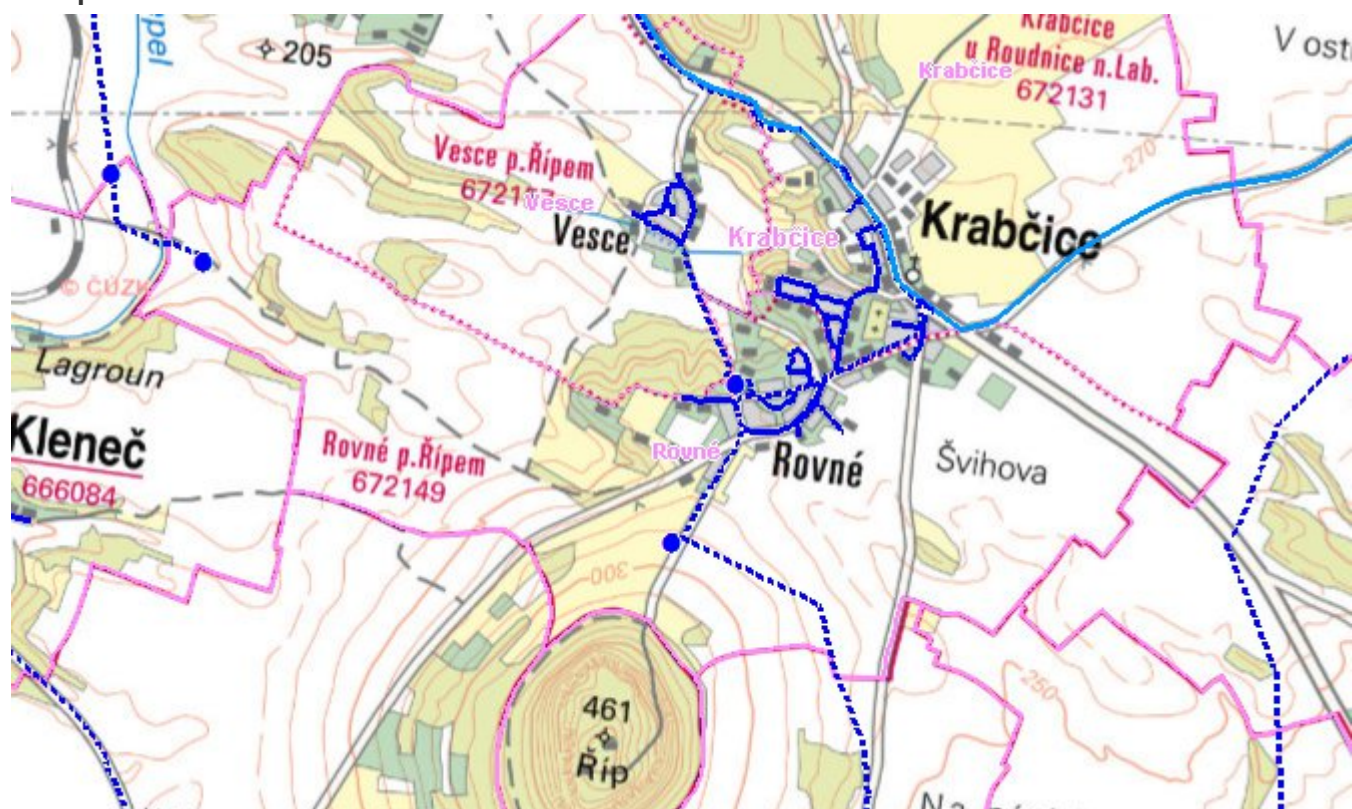 205
Krabčice
u Roudnice n.Lab.
672131
Krabčice
V ost
270
Vesce p.Řípem
Vesce
Vesce
Krabčice
Krabčice
© ČÚZK
Lagroun
Kleneč
666084
Rovné p.Řípem
672149
Rovné
Rovné
Švihova
300
461
Říp
250